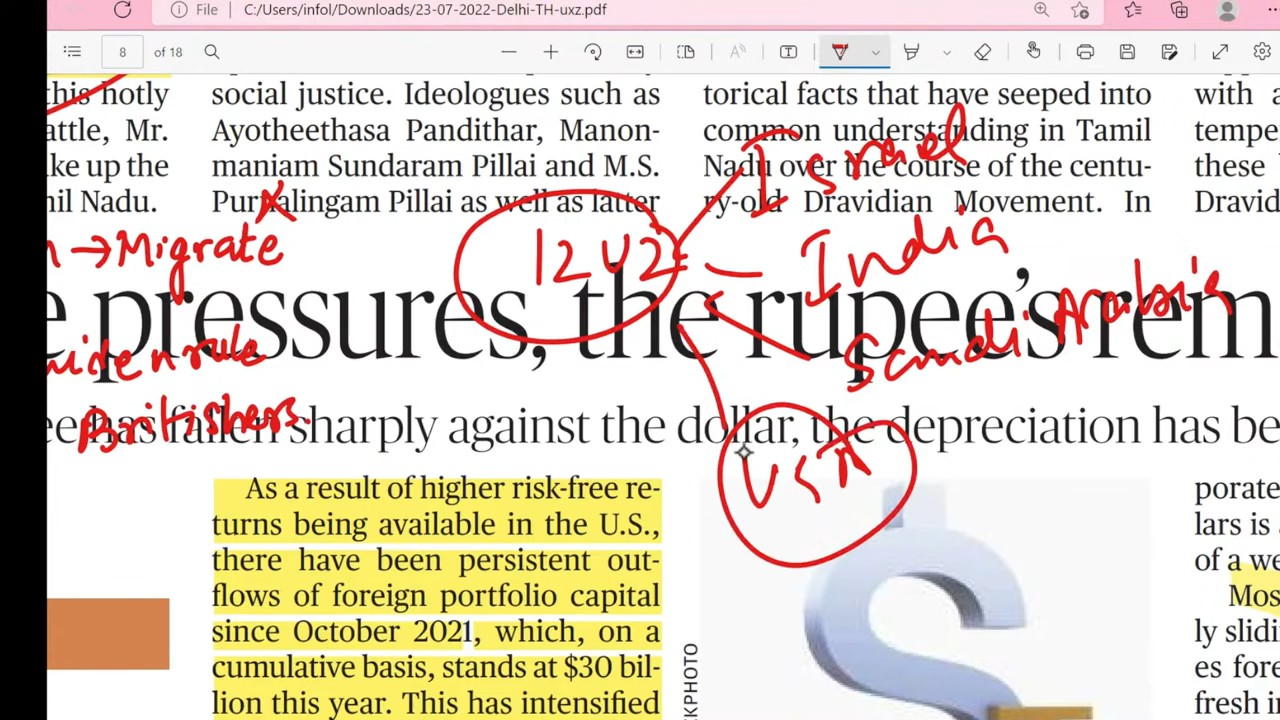 File
C:/Users/infol/Downloads/23-07-2022-Delhi-TH-uxz.pdf
8 of 18
this hotly
attle, Mr.
ke up the
nil Nadu.
social justice. Ideologues such as
Ayotheethasa Pandithar, Manon-
maniam Sundaram Pillai and M.S.
Purnalingam Pillai as well as latter
torical facts that have seeped into
common understanding in Tamil
Nadu over the course of the centu-
ry-old Dravidian Movement. In
with a
tempe
these
Dravid
→ Migrate
rule
Britishers.
I2U2
Israel
India
Saudi Arabia
USA
e pressures, the rupee's rem
ee has fallen sharply against the dollar, the depreciation has be
As a result of higher risk-free re-
turns being available in the U.S.,
there have been persistent out-
flows of foreign portfolio capital
since October 2021, which, on a
cumulative basis, stands at $30 bil-
lion this year. This has intensified
CKPHOTO
porate
lars is
of a we
Mos
ly slidi
es fore
fresh in